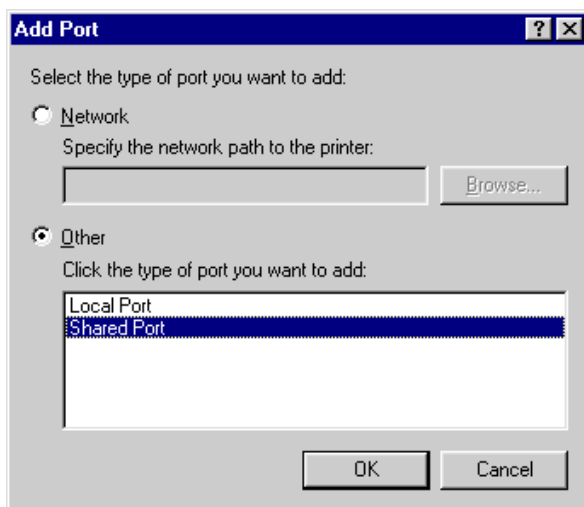 Add Port
Select the type of port you want to add:
Network
Specify the network path to the printer:
Browse...
Other
Click the type of port you want to add:
Local Port
Shared Port
OK
Cancel